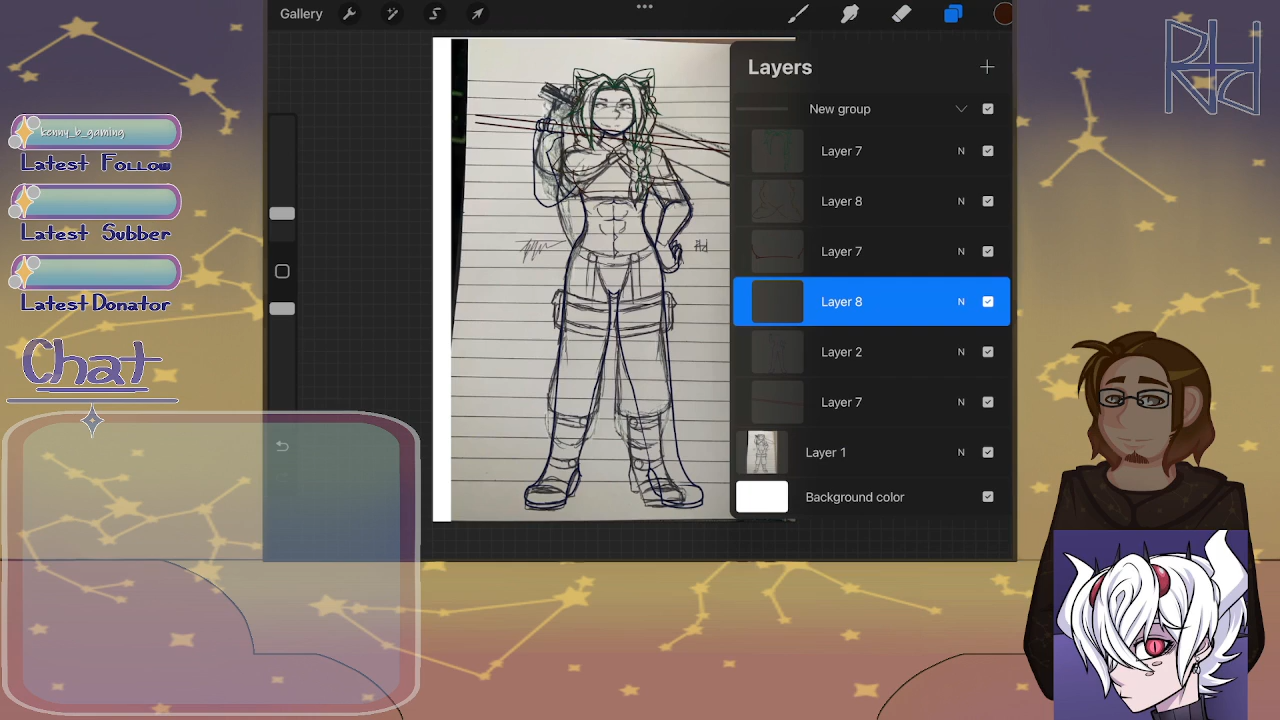 Gallery
Layers
New group
Layer 7 N
Layer 8 N
Layer 7 N
Layer 8 N
Layer 2 N
Layer 7 N
Layer 1 N
Background color
kenny_b_gaming
Latest Follow
Latest Subber
Latest Donator
Chat